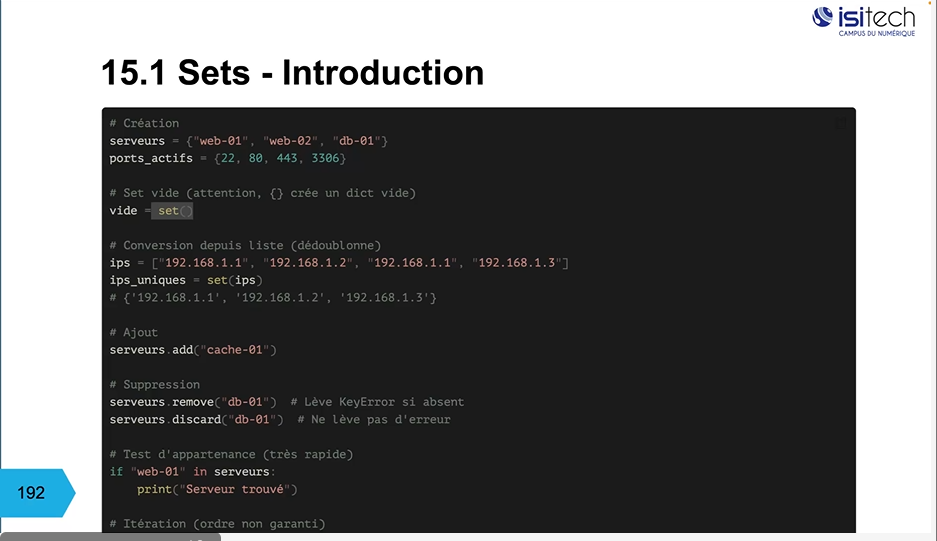 isitech
CAMPUS DU NUMÉRIQUE
15.1 Sets - Introduction
# Création
serveurs = {"web-01", "web-02", "db-01"}
ports_actifs = {22, 80, 443, 3306}
# Set vide (attention, {} crée un dict vide)
vide = set()
# Conversion depuis liste (dédoublonne)
ips = ["192.168.1.1", "192.168.1.2", "192.168.1.1", "192.168.1.3"]
ips_uniques = set(ips)
# {'192.168.1.1', '192.168.1.2', '192.168.1.3'}
# Ajout
serveurs.add("cache-01")
# Suppression
serveurs.remove("db-01")  # Lève KeyError si absent
serveurs.discard("db-01")  # Ne lève pas d'erreur
# Test d'appartenance (très rapide)
if "web-01" in serveurs:
    print("Serveur trouvé")
192
# Itération (ordre non garanti)